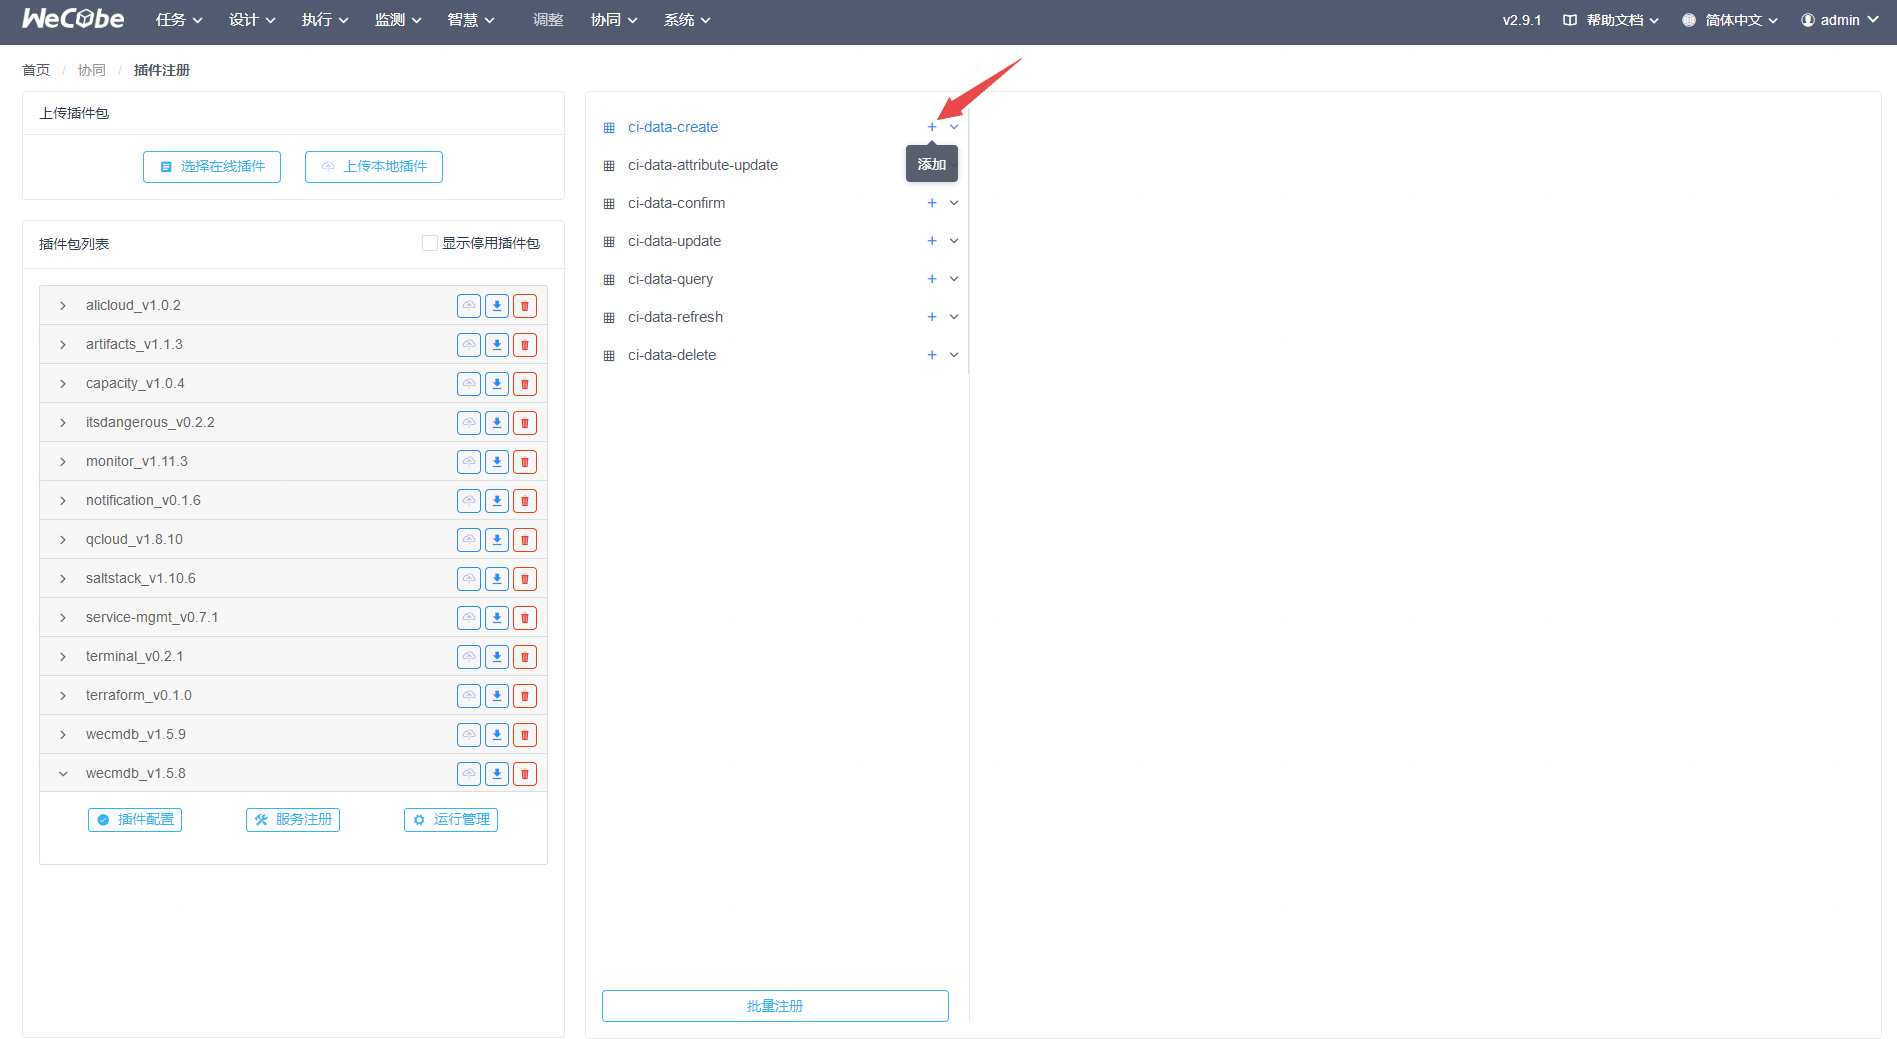 WeCube 任务 设计 执行 监测 智慧 调整 协同 系统 v2.9.1 帮助文档 简体中文 admin
首页 / 协同 / 插件注册
上传插件包
选择在线插件 上传本地插件
插件包列表 显示停用插件包
alicloud_v1.0.2
artifacts_v1.1.3
capacity_v1.0.4
itsdangerous_v0.2.2
monitor_v1.11.3
notification_v0.1.6
qcloud_v1.8.10
saltstack_v1.10.6
service-mgmt_v0.7.1
terminal_v0.2.1
terraform_v0.1.0
wecmdb_v1.5.9
wecmdb_v1.5.8
插件配置 服务注册 运行管理
ci-data-create
添加
ci-data-attribute-update
ci-data-confirm
ci-data-update
ci-data-query
ci-data-refresh
ci-data-delete
批量注册